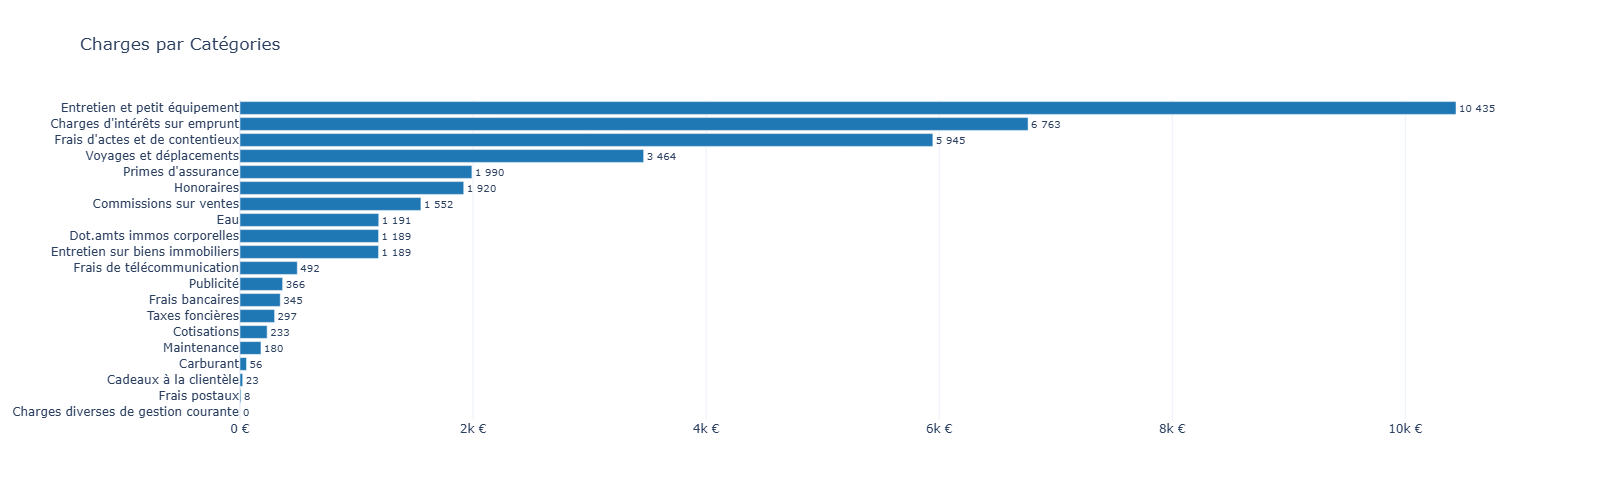 Charges par Catégories
Entretien et petit équipement 10 435
Charges d'intérêts sur emprunt 6 763
Frais d'actes et de contentieux 5 945
Voyages et déplacements 3 464
Primes d'assurance 1 990
Honoraires 1 920
Commissions sur ventes 1 552
Eau 1 191
Dot.amts immos corporelles 1 189
Entretien sur biens immobiliers 1 189
Frais de télécommunication 492
Publicité 366
Frais bancaires 345
Taxes foncières 297
Cotisations 233
Maintenance 180
Carburant 56
Cadeaux à la clientèle 23
Frais postaux 8
Charges diverses de gestion courante 0
0 € 2k € 4k € 6k € 8k € 10k €